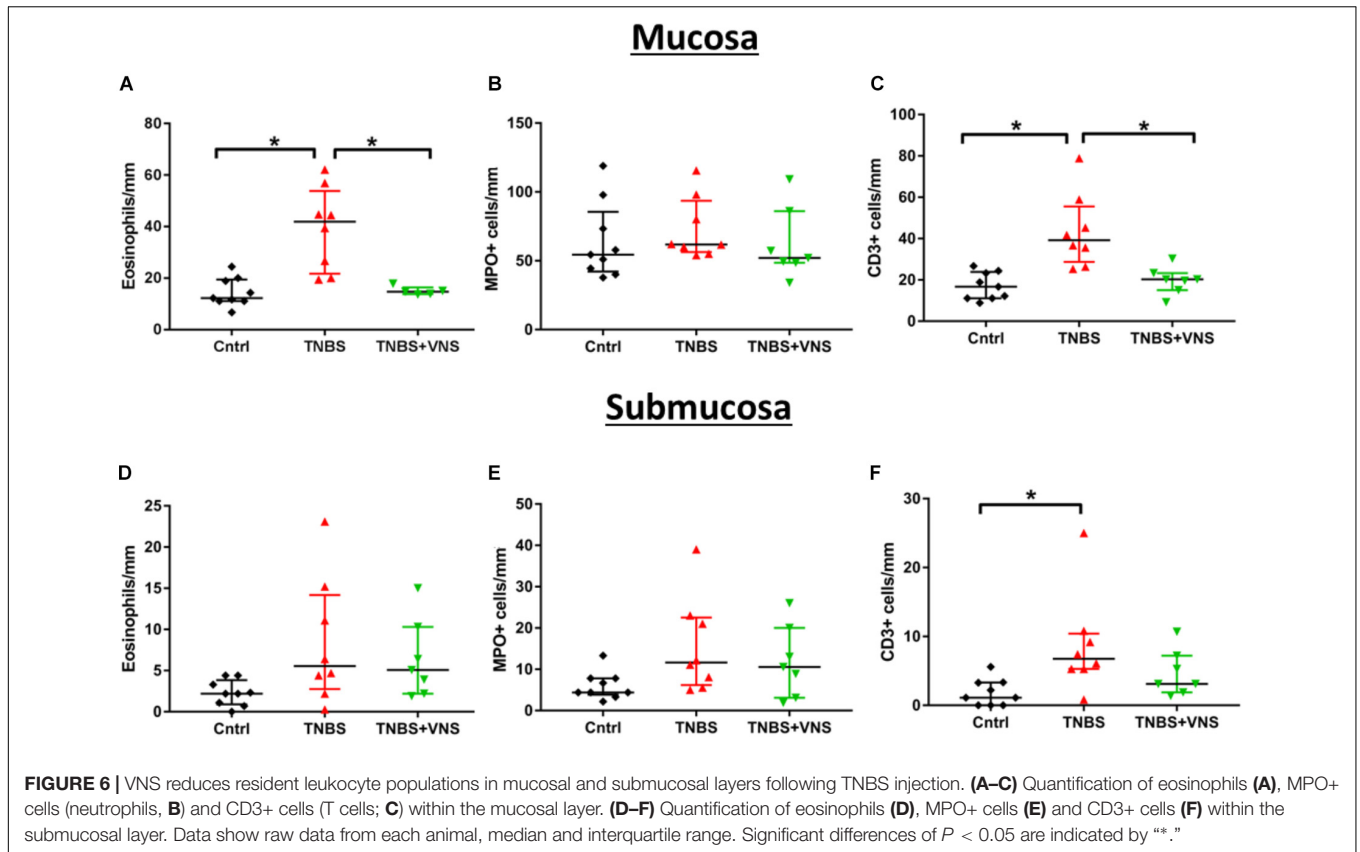 Mucosa
A
B
C
80
60
40
20
0
Eosinophils/mm
*
*
Cntrl
TNBS
TNBS+VNS
150
100
50
0
MPO+ cells/mm
Cntrl
TNBS
TNBS+VNS
100
80
60
40
20
0
CD3+ cells/mm
*
*
Cntrl
TNBS
TNBS+VNS
Submucosa
D
E
F
25
20
15
10
5
0
Eosinophils/mm
Cntrl
TNBS
TNBS+VNS
50
40
30
20
10
0
MPO+ cells/mm
Cntrl
TNBS
TNBS+VNS
30
20
10
0
CD3+ cells/mm
*
Cntrl
TNBS
TNBS+VNS
FIGURE 6 | VNS reduces resident leukocyte populations in mucosal and submucosal layers following TNBS injection. (A–C) Quantification of eosinophils (A), MPO+
cells (neutrophils, B) and CD3+ cells (T cells; C) within the mucosal layer. (D–F) Quantification of eosinophils (D), MPO+ cells (E) and CD3+ cells (F) within the
submucosal layer. Data show raw data from each animal, median and interquartile range. Significant differences of P < 0.05 are indicated by “*.”